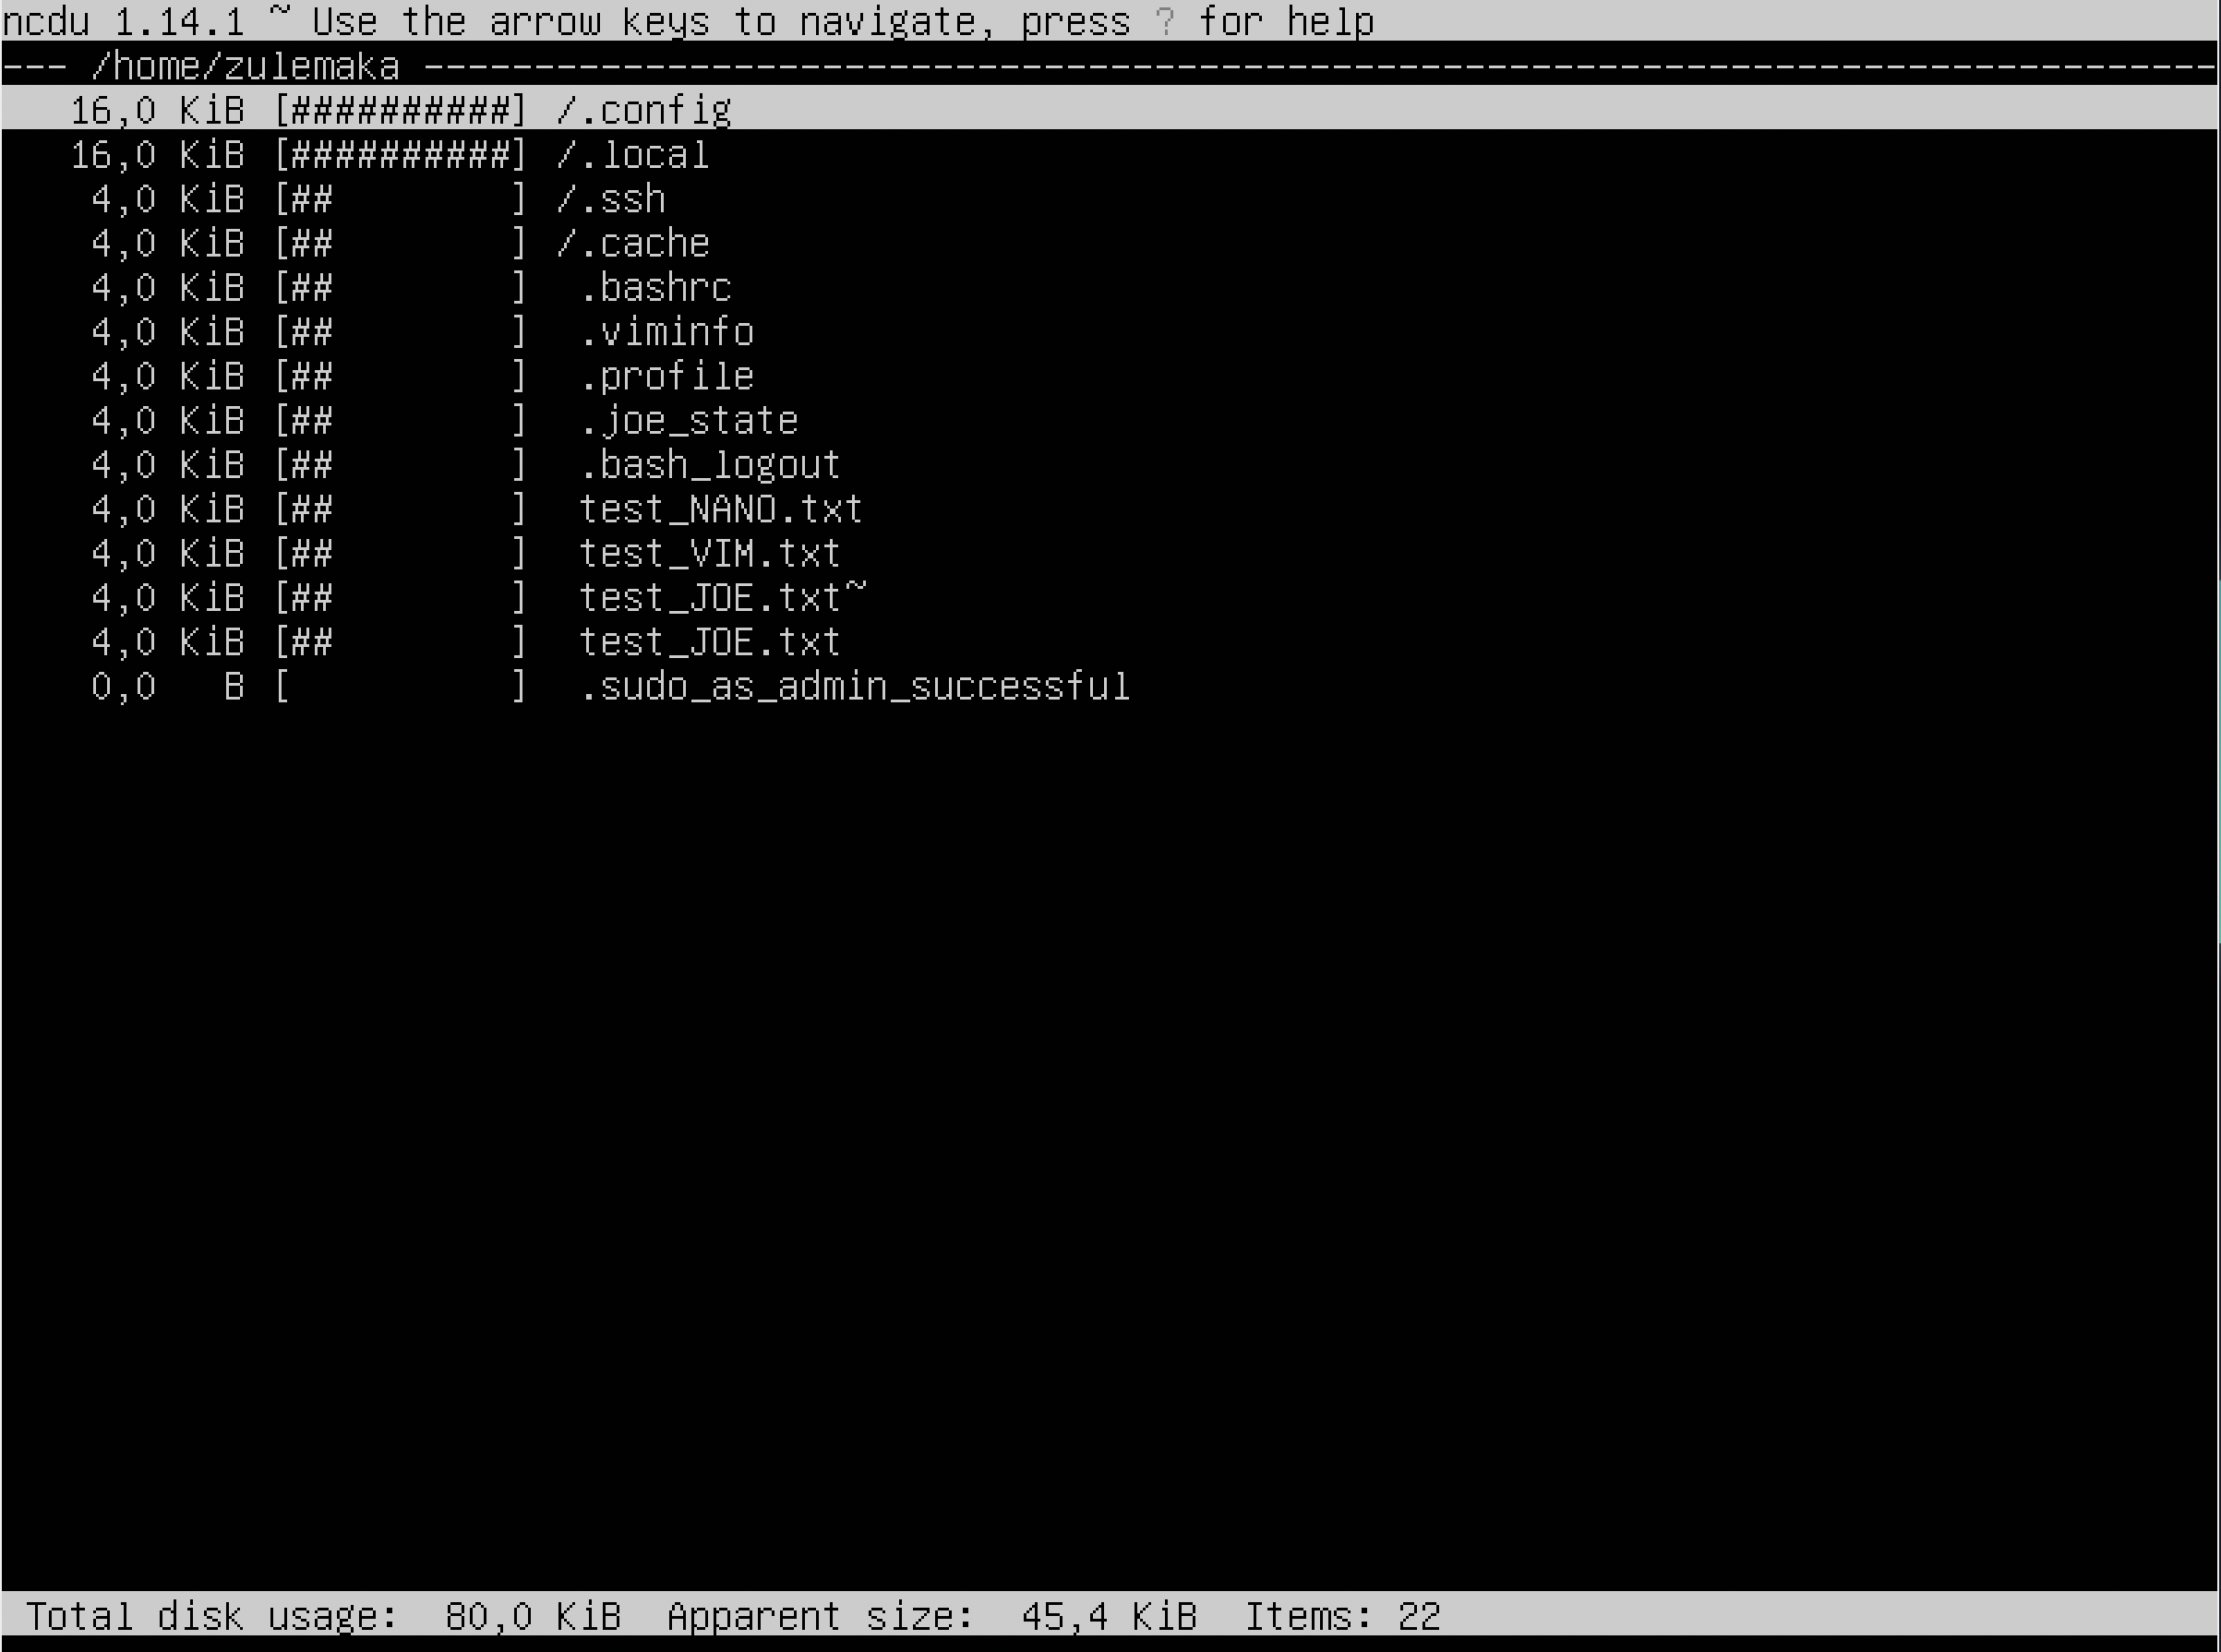 ncdu 1.14.1 ~ Use the arrow keys to navigate, press ? for help
--- /home/zulemaka ---------------------------------------------------------------------------------
   16,0 KiB [##########] /.config
   16,0 KiB [##########] /.local
    4,0 KiB [##        ] /.ssh
    4,0 KiB [##        ] /.cache
    4,0 KiB [##        ]  .bashrc
    4,0 KiB [##        ]  .viminfo
    4,0 KiB [##        ]  .profile
    4,0 KiB [##        ]  .joe_state
    4,0 KiB [##        ]  .bash_logout
    4,0 KiB [##        ]  test_NANO.txt
    4,0 KiB [##        ]  test_VIM.txt
    4,0 KiB [##        ]  test_JOE.txt~
    4,0 KiB [##        ]  test_JOE.txt
    0,0   B [          ]  .sudo_as_admin_successful
 Total disk usage:  80,0 KiB  Apparent size:  45,4 KiB  Items: 22